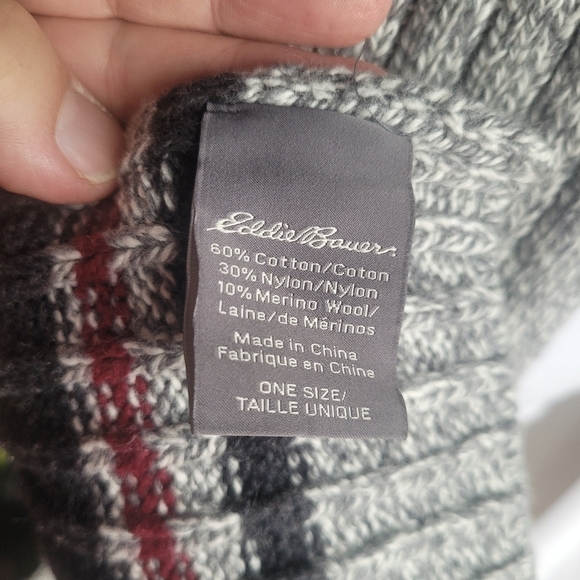 Eddie Bauer
60% Cotton/Coton
30% Nylon/Nylon
10% Merino Wool/
Laine/de Mérinos
Made in China
Fabrique en Chine
ONE SIZE/
TAILLE UNIQUE